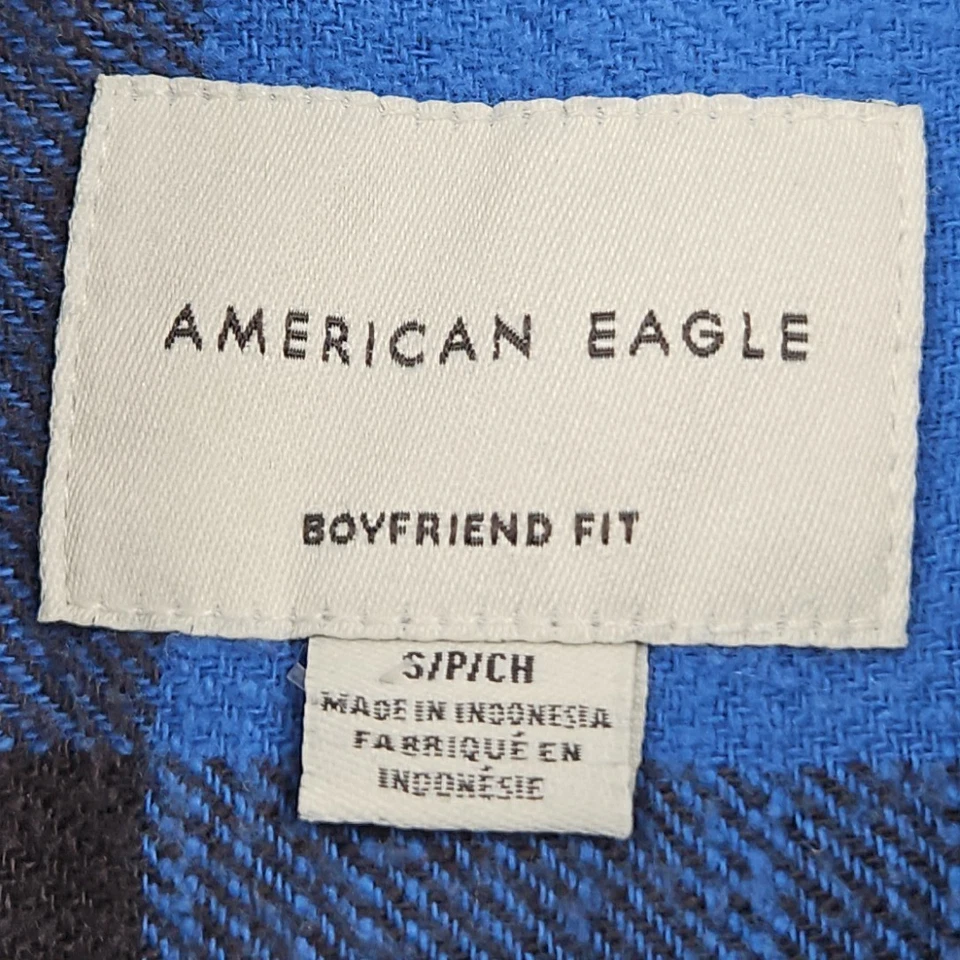 AMERICAN EAGLE
BOYFRIEND FIT
S/P/CH
MADE IN INDONESIA
FABRIQUÉ EN
INDONÉSIE